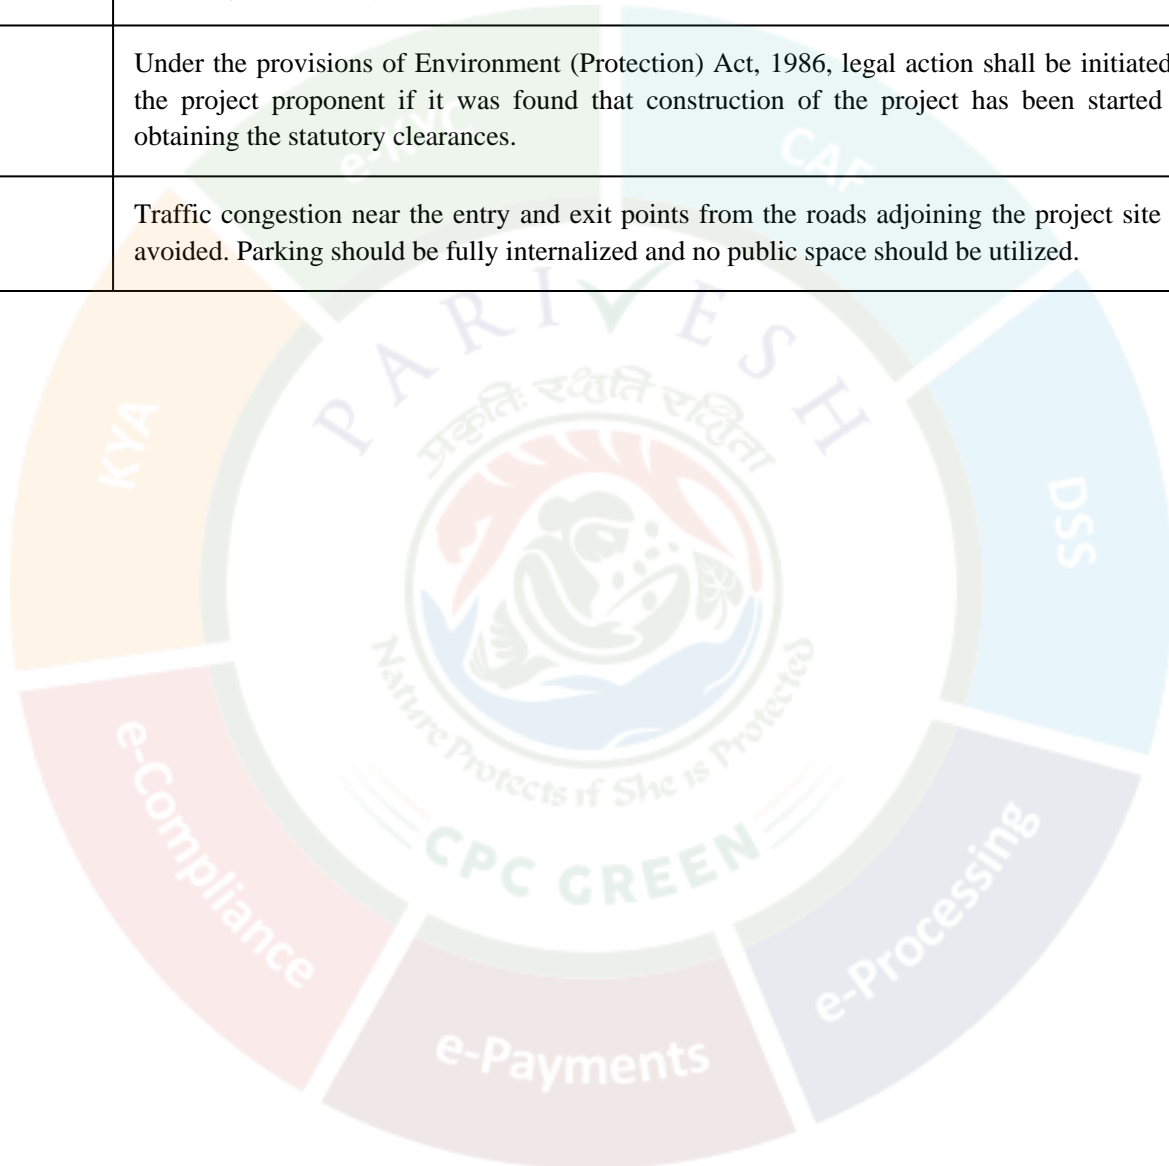 Under the provisions of Environment (Protection) Act, 1986, legal action shall be initiated
the project proponent if it was found that construction of the project has been started
obtaining the statutory clearances.
Traffic congestion near the entry and exit points from the roads adjoining the project site
avoided. Parking should be fully internalized and no public space should be utilized.
e-KYC
CAF
KYA
DSS
PARIVESH
प्रकृतिः रक्षति रक्षिता
Nature Protects if She is Protected
CPC GREEN
e-Compliance
e-Processing
e-Payments